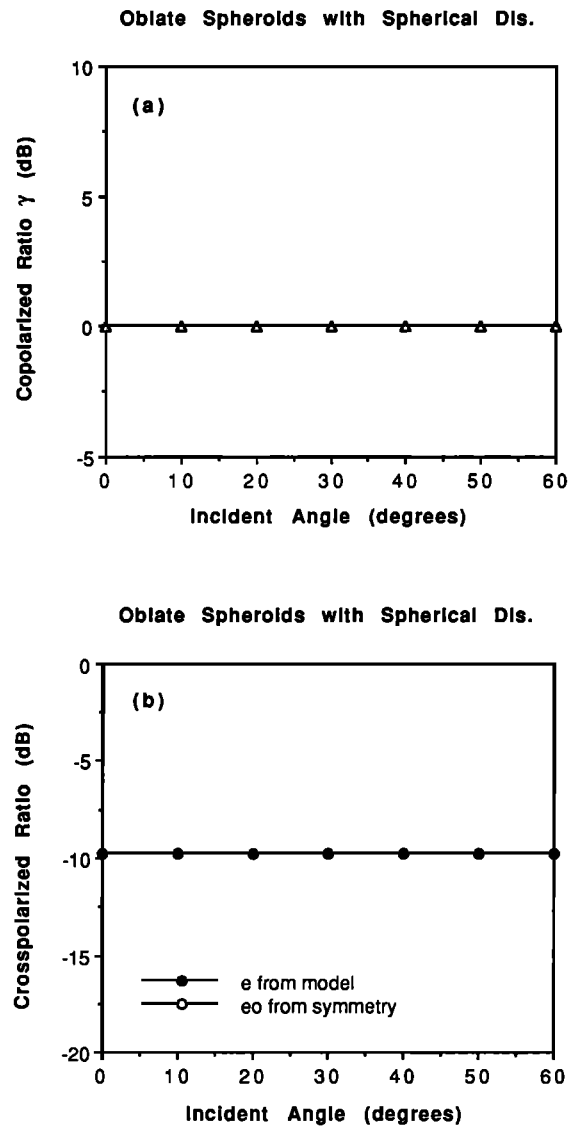 Oblate Spheroids with Spherical Dis.
10
(a)
5
0
-5
0 10 20 30 40 50 60
Copolarized Ratio γ (dB)
Incident Angle (degrees)
Oblate Spheroids with Spherical Dis.
0
(b)
-5
-10
-15
-20
e from model
eo from symmetry
0 10 20 30 40 50 60
Crosspolarized Ratio (dB)
Incident Angle (degrees)